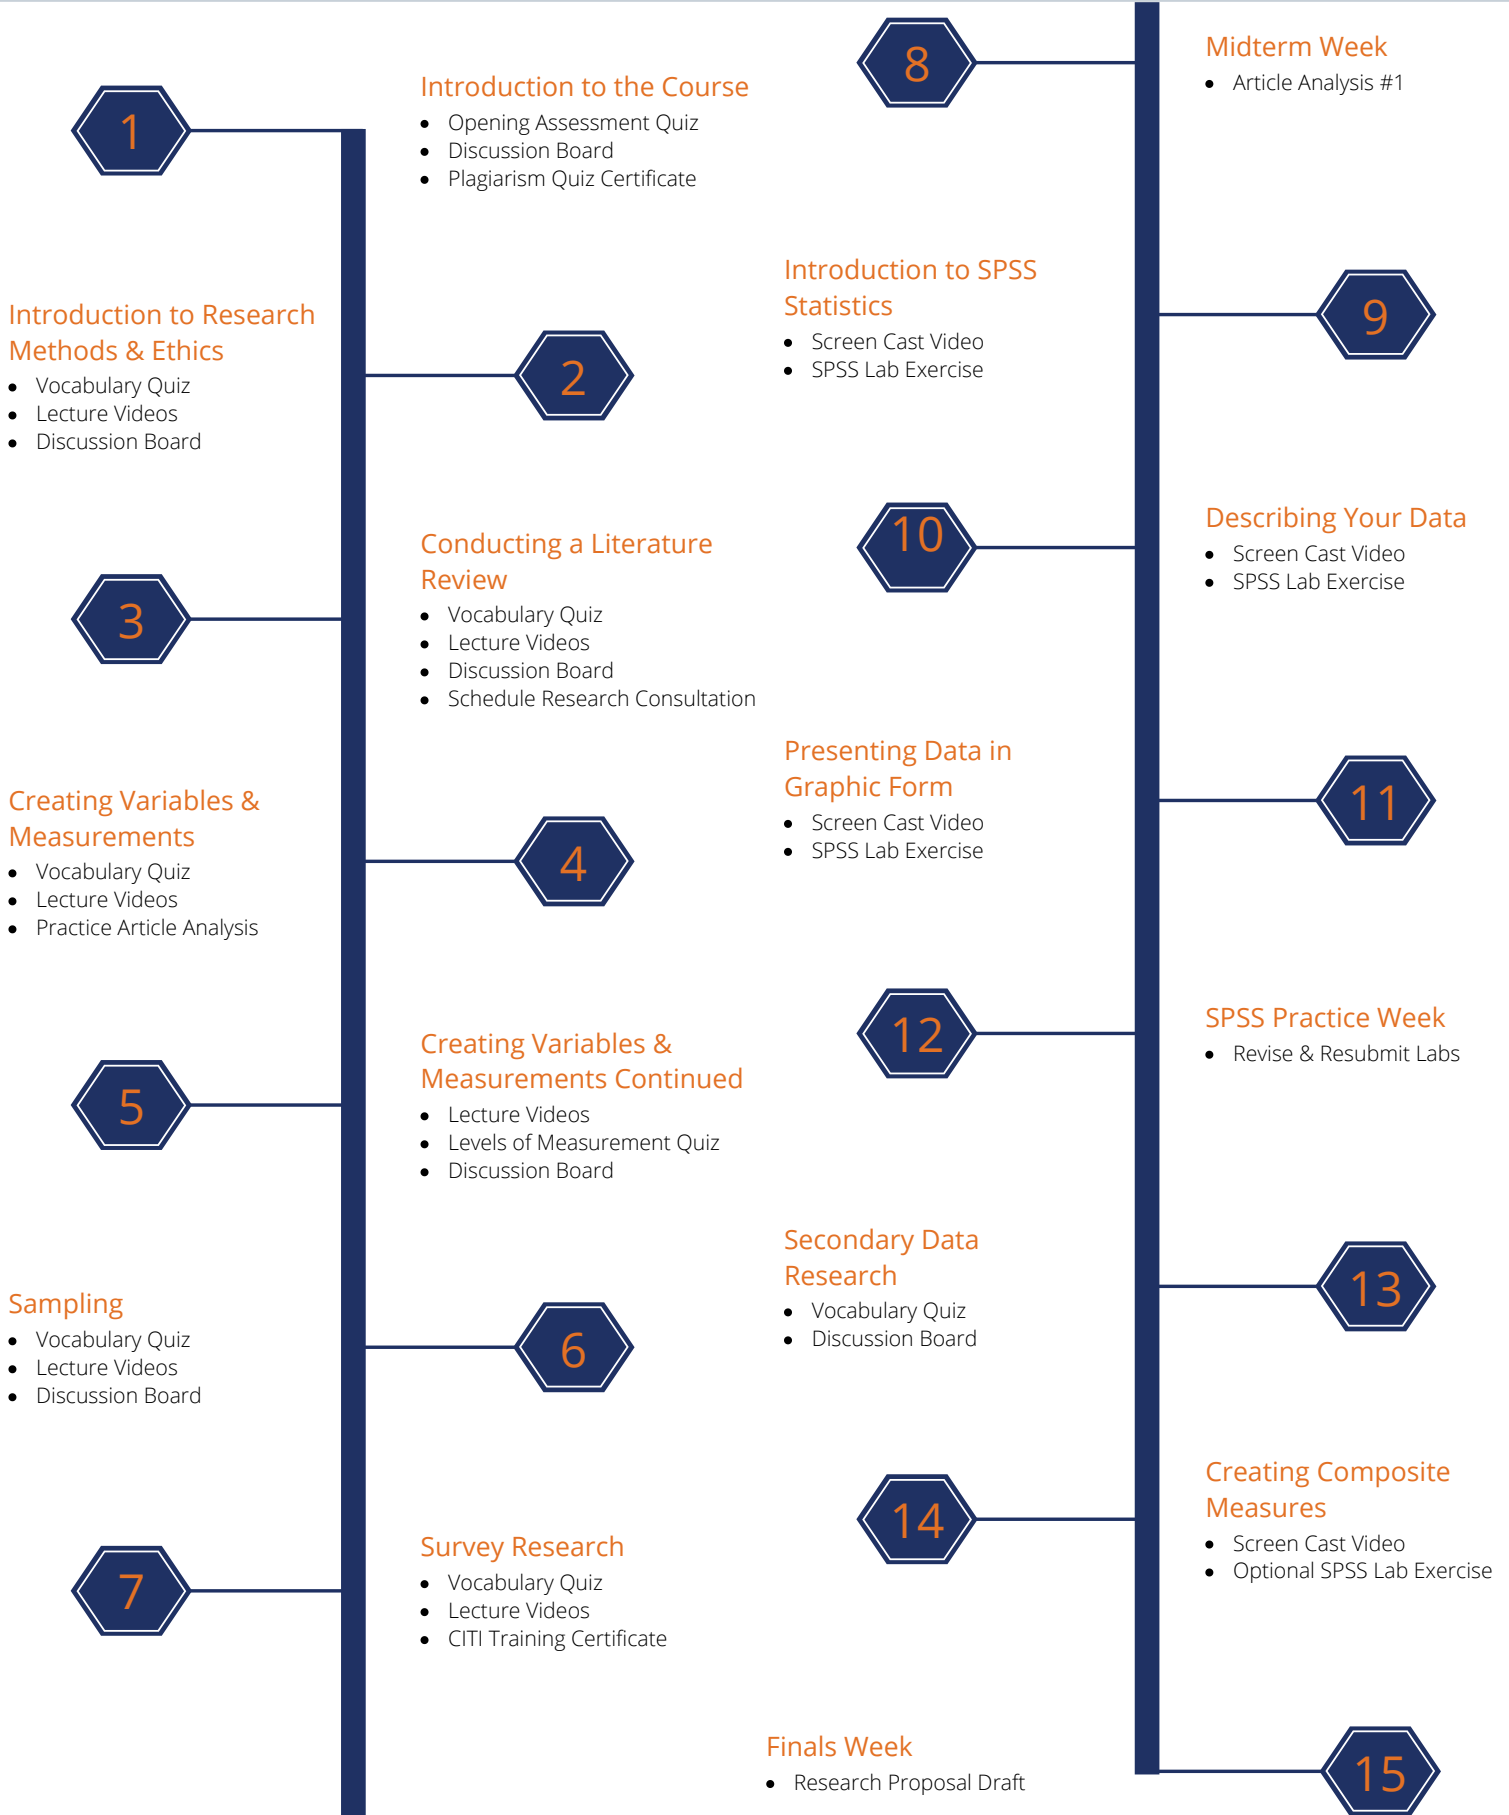 1
Introduction to the Course
Opening Assessment Quiz
Discussion Board
Plagiarism Quiz Certificate
2
Introduction to Research
Methods & Ethics
Vocabulary Quiz
Lecture Videos
Discussion Board
3
Conducting a Literature
Review
Vocabulary Quiz
Lecture Videos
Discussion Board
Schedule Research Consultation
4
Creating Variables &
Measurements
Vocabulary Quiz
Lecture Videos
Practice Article Analysis
5
Creating Variables &
Measurements Continued
Lecture Videos
Levels of Measurement Quiz
Discussion Board
6
Sampling
Vocabulary Quiz
Lecture Videos
Discussion Board
7
Survey Research
Vocabulary Quiz
Lecture Videos
CITI Training Certificate
8
Midterm Week
Article Analysis #1
9
Introduction to SPSS
Statistics
Screen Cast Video
SPSS Lab Exercise
10
Describing Your Data
Screen Cast Video
SPSS Lab Exercise
11
Presenting Data in
Graphic Form
Screen Cast Video
SPSS Lab Exercise
12
SPSS Practice Week
Revise & Resubmit Labs
13
Secondary Data
Research
Vocabulary Quiz
Discussion Board
14
Creating Composite
Measures
Screen Cast Video
Optional SPSS Lab Exercise
15
Finals Week
Research Proposal Draft